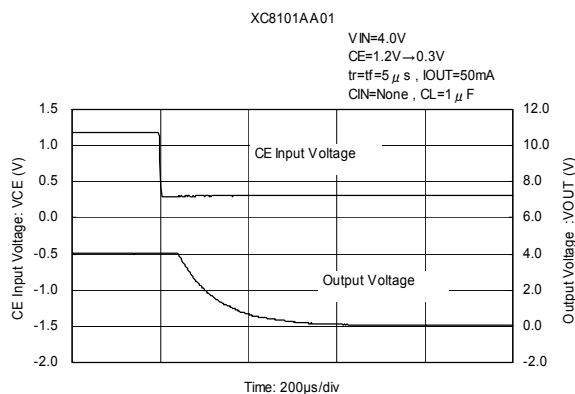 XC8101AA01
VIN=4.0V
CE=1.2V→0.3V
tr=tf=5μs , IOUT=50mA
CIN=None , CL=1μF
1.5
1.0
0.5
0.0
-0.5
-1.0
-1.5
-2.0
CE Input Voltage: VCE (V)
CE Input Voltage
Output Voltage
12.0
10.0
8.0
6.0
4.0
2.0
0.0
-2.0
Output Voltage :VOUT (V)
Time: 200μs/div